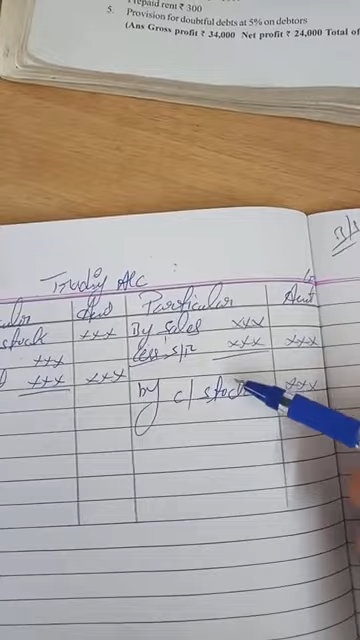 Prepaid rent ₹ 300
5. Provision for doubtful debts at 5% on debtors
(Ans Gross profit ₹ 34,000 Net profit ₹ 24,000 Total of
Trading A/c
Amt Particular Amt
stock xxx By Sales xxx
xxx less S/R xxx xxx
xxx xxx
by c/stock xxx